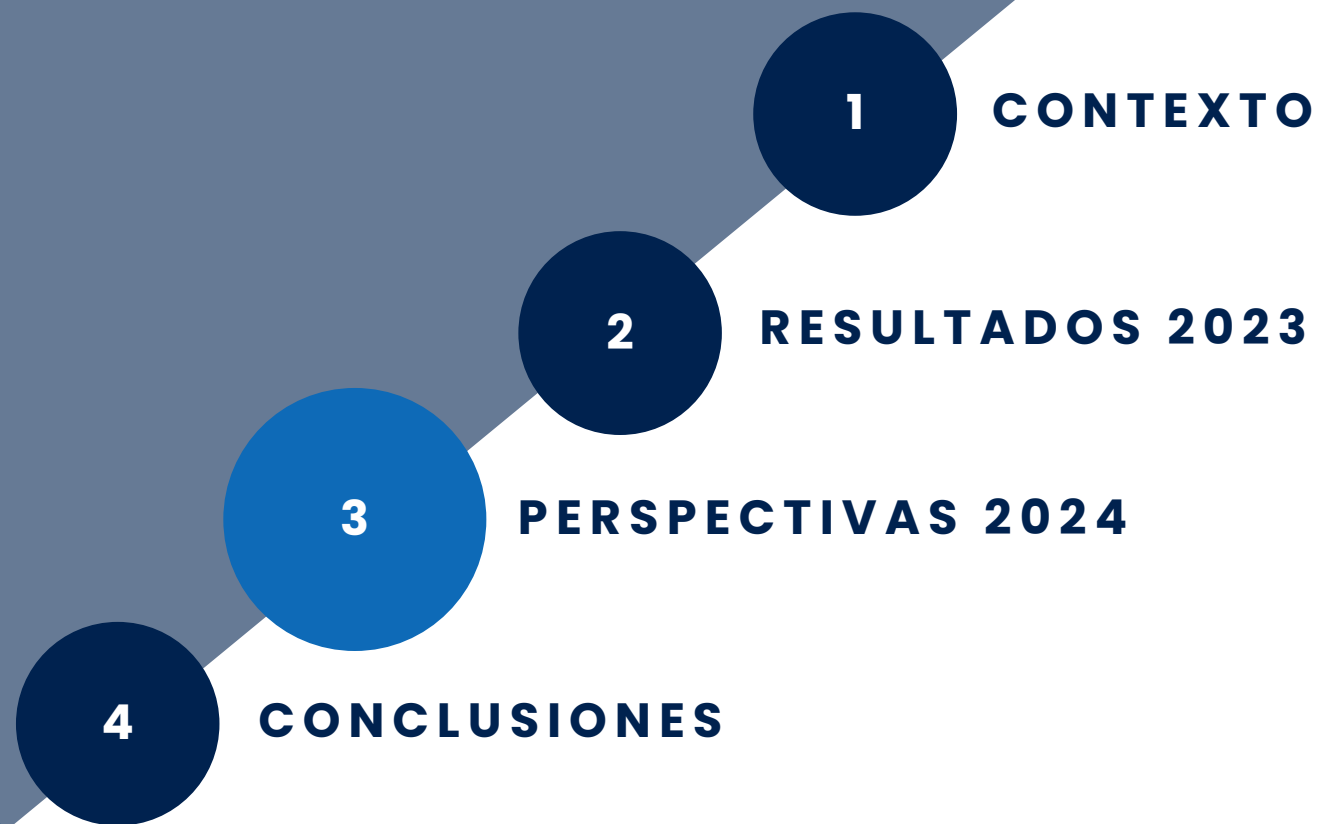 1 CONTEXTO
2 RESULTADOS 2023
3 PERSPECTIVAS 2024
4 CONCLUSIONES